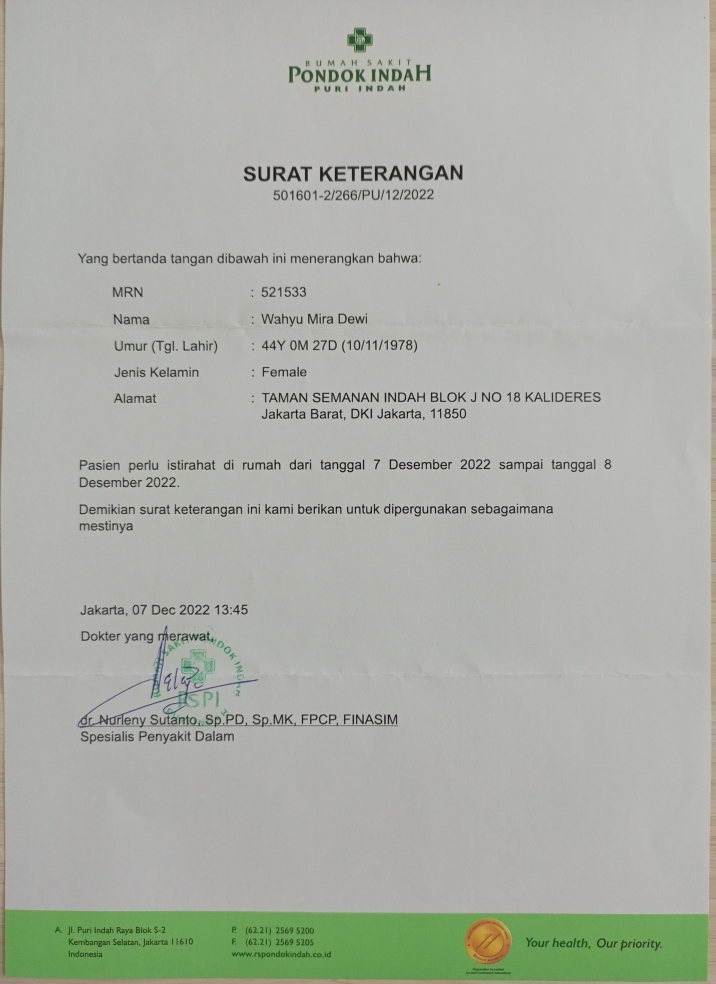 RUMAH SAKIT
PONDOK INDAH
PURI INDAH
SURAT KETERANGAN
501601-2/266/PU/12/2022
Yang bertanda tangan dibawah ini menerangkan bahwa:
MRN : 521533
Nama : Wahyu Mira Dewi
Umur (Tgl. Lahir) : 44Y 0M 27D (10/11/1978)
Jenis Kelamin : Female
Alamat : TAMAN SEMANAN INDAH BLOK J NO 18 KALIDERES
Jakarta Barat, DKI Jakarta, 11850
Pasien perlu istirahat di rumah dari tanggal 7 Desember 2022 sampai tanggal 8
Desember 2022.
Demikian surat keterangan ini kami berikan untuk dipergunakan sebagaimana
mestinya
Jakarta, 07 Dec 2022 13:45
Dokter yang merawat,
RSPI
dr. Nurleny Sutanto, Sp.PD, Sp.MK, FPCP, FINASIM
Spesialis Penyakit Dalam
A. Jl. Puri Indah Raya Blok S-2
Kembangan Selatan, Jakarta 11610
Indonesia
P. (62.21) 2569 5200
F. (62.21) 2569 5205
www.rspondokindah.co.id
Your health, Our priority.